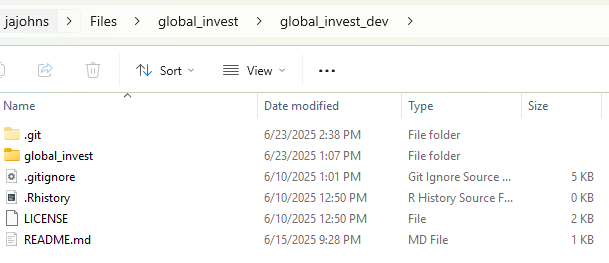 jajohns > Files > global_invest > global_invest_dev >
Sort View ...
Name Date modified Type Size
.git 6/23/2025 2:38 PM File folder
global_invest 6/23/2025 1:07 PM File folder
.gitignore 6/10/2025 1:01 PM Git Ignore Source ... 5 KB
.Rhistory 6/10/2025 12:50 PM R History Source F... 0 KB
LICENSE 6/10/2025 12:50 PM File 2 KB
README.md 6/15/2025 9:28 PM MD File 1 KB